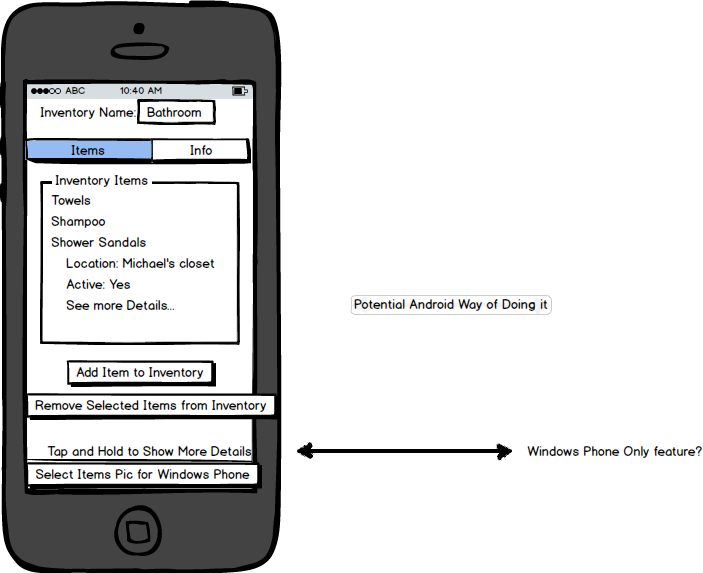 ABC 10:40 AM
Inventory Name: Bathroom
Items Info
Inventory Items
Towels
Shampoo
Shower Sandals
Location: Michael's closet
Active: Yes
See more Details...
Potential Android Way of Doing it
Add Item to Inventory
Remove Selected Items from Inventory
Tap and Hold to Show More Details
Windows Phone Only feature?
Select Items Pic for Windows Phone